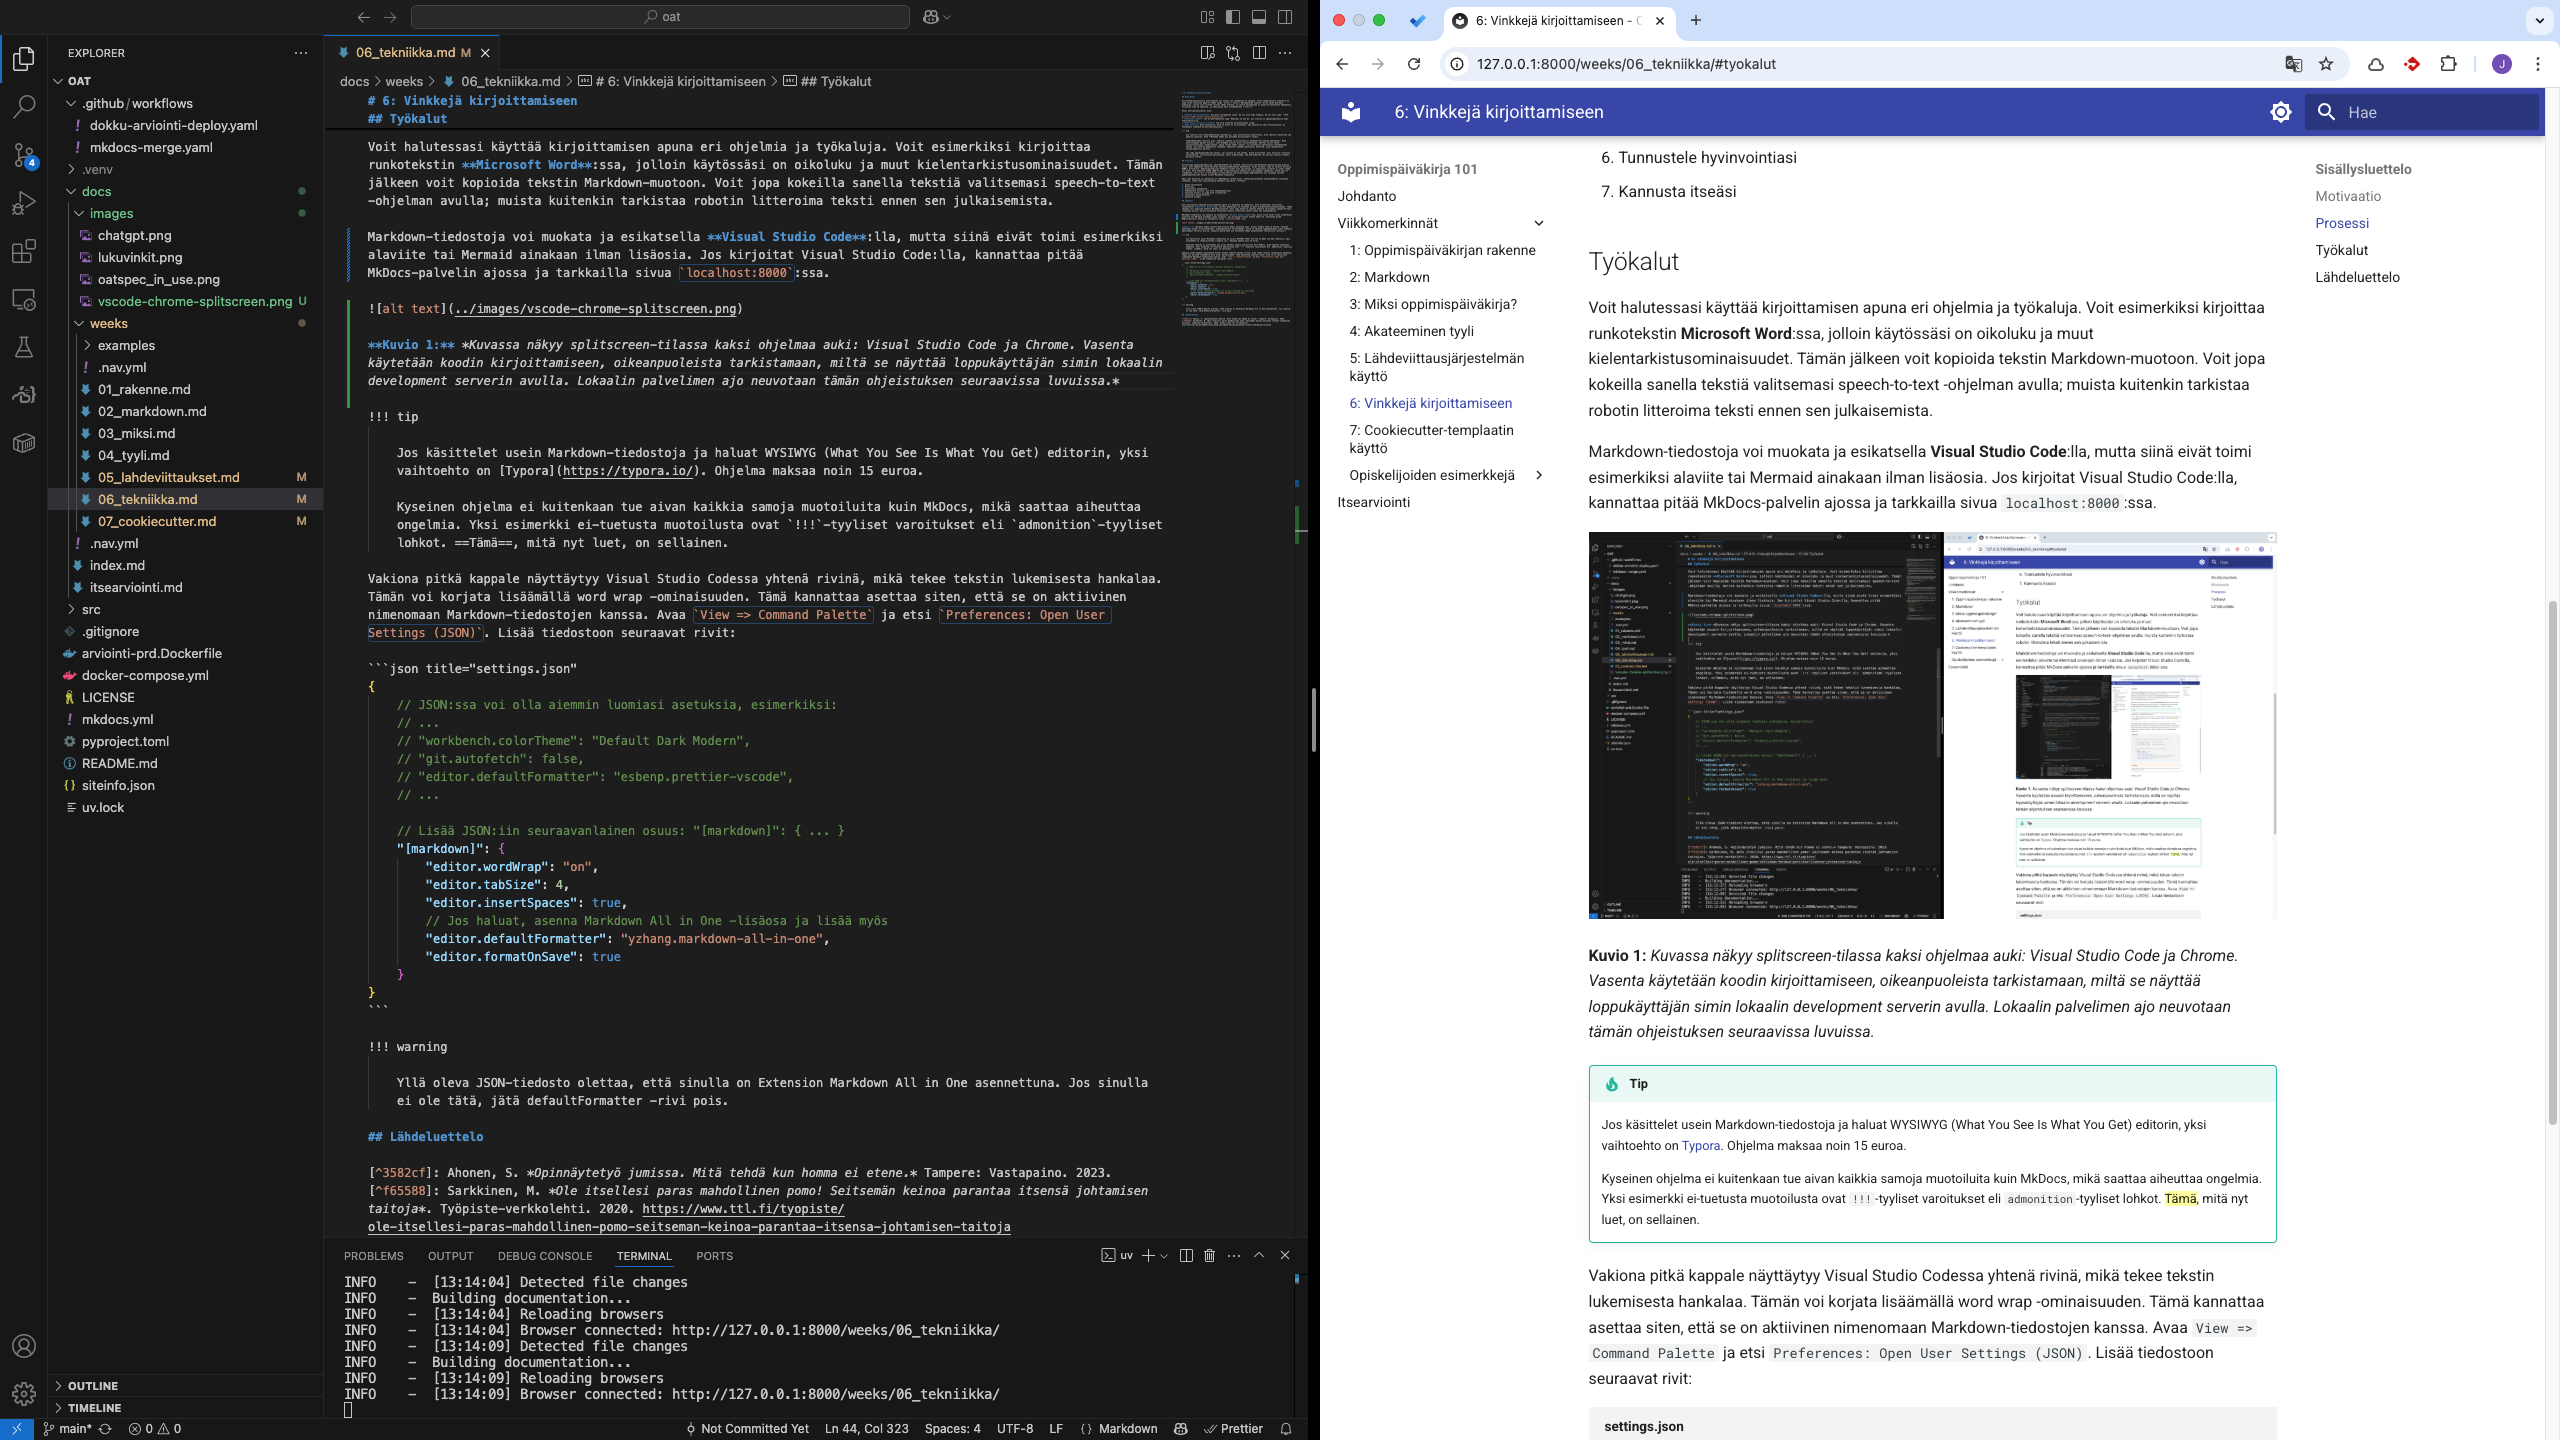 oat
EXPLORER
OAT
.github/workflows
dokku-arviointi-deploy.yaml
mkdocs-merge.yaml
.venv
docs
images
chatgpt.png
lukuvinkit.png
oatspec_in_use.png
vscode-chrome-splitscreen.png U
weeks
examples
.nav.yml
01_rakenne.md
02_markdown.md
03_miksi.md
04_tyyli.md
05_lahdeviittaukset.md M
06_tekniikka.md M
07_cookiecutter.md M
.nav.yml
index.md
itsearviointi.md
src
.gitignore
arviointi-prd.Dockerfile
docker-compose.yml
LICENSE
mkdocs.yml
pyproject.toml
README.md
siteinfo.json
uv.lock
OUTLINE
TIMELINE
4
06_tekniikka.md M
docs > weeks > 06_tekniikka.md > # 6: Vinkkejä kirjoittamiseen > ## Työkalut
# 6: Vinkkejä kirjoittamiseen
## Työkalut
Voit halutessasi käyttää kirjoittamisen apuna eri ohjelmia ja työkaluja. Voit esimerkiksi kirjoittaa
runkotekstin **Microsoft Word**:ssa, jolloin käytössäsi on oikoluku ja muut kielentarkistusominaisuudet. Tämän
jälkeen voit kopioida tekstin Markdown-muotoon. Voit jopa kokeilla sanella tekstiä valitsemasi speech-to-text
-ohjelman avulla; muista kuitenkin tarkistaa robotin litteroima teksti ennen sen julkaisemista.
Markdown-tiedostoja voi muokata ja esikatsella **Visual Studio Code**:lla, mutta siinä eivät toimi esimerkiksi
alaviite tai Mermaid ainakaan ilman lisäosia. Jos kirjoitat Visual Studio Code:lla, kannattaa pitää
MkDocs-palvelin ajossa ja tarkkailla sivua `localhost:8000`:ssa.
![alt text](../images/vscode-chrome-splitscreen.png)
**Kuvio 1:** *Kuvassa näkyy splitscreen-tilassa kaksi ohjelmaa auki: Visual Studio Code ja Chrome. Vasenta
käytetään koodin kirjoittamiseen, oikeanpuoleista tarkistamaan, miltä se näyttää loppukäyttäjän simin lokaalin
development serverin avulla. Lokaalin palvelimen ajo neuvotaan tämän ohjeistuksen seuraavissa luvuissa.*
!!! tip
Jos käsittelet usein Markdown-tiedostoja ja haluat WYSIWYG (What You See Is What You Get) editorin, yksi
vaihtoehto on [Typora](https://typora.io/). Ohjelma maksaa noin 15 euroa.
Kyseinen ohjelma ei kuitenkaan tue aivan kaikkia samoja muotoiluita kuin MkDocs, mikä saattaa aiheuttaa
ongelmia. Yksi esimerkki ei-tuetusta muotoilusta ovat `!!!`-tyyliset varoitukset eli `admonition`-tyyliset
lohkot. ==Tämä==, mitä nyt luet, on sellainen.
Vakiona pitkä kappale näyttäytyy Visual Studio Codessa yhtenä rivinä, mikä tekee tekstin lukemisesta hankalaa.
Tämän voi korjata lisäämällä word wrap -ominaisuuden. Tämä kannattaa asettaa siten, että se on aktiivinen
nimenomaan Markdown-tiedostojen kanssa. Avaa `View => Command Palette` ja etsi `Preferences: Open User
Settings (JSON)`. Lisää tiedostoon seuraavat rivit:
```json title="settings.json"
{
// JSON:ssa voi olla aiemmin luomiasi asetuksia, esimerkiksi:
// ...
// "workbench.colorTheme": "Default Dark Modern",
// "git.autofetch": false,
// "editor.defaultFormatter": "esbenp.prettier-vscode",
// ...
// Lisää JSON:iin seuraavanlainen osuus: "[markdown]": { ... }
"[markdown]": {
"editor.wordWrap": "on",
"editor.tabSize": 4,
"editor.insertSpaces": true,
// Jos haluat, asenna Markdown All in One -lisäosa ja lisää myös
"editor.defaultFormatter": "yzhang.markdown-all-in-one",
"editor.formatOnSave": true
}
}
```
!!! warning
Yllä oleva JSON-tiedosto olettaa, että sinulla on Extension Markdown All in One asennettuna. Jos sinulla
ei ole tätä, jätä defaultFormatter -rivi pois.
## Lähdeluettelo
[^3582cf]: Ahonen, S. *Opinnäytetyö jumissa. Mitä tehdä kun homma ei etene.* Tampere: Vastapaino. 2023.
[^f65588]: Sarkkinen, M. *Ole itsellesi paras mahdollinen pomo! Seitsemän keinoa parantaa itsensä johtamisen
taitoja*. Työpiste-verkkolehti. 2020. https://www.ttl.fi/tyopiste/
ole-itsellesi-paras-mahdollinen-pomo-seitseman-keinoa-parantaa-itsensa-johtamisen-taitoja
PROBLEMS OUTPUT DEBUG CONSOLE TERMINAL PORTS
uv
INFO - [13:14:04] Detected file changes
INFO - Building documentation...
INFO - [13:14:04] Reloading browsers
INFO - [13:14:04] Browser connected: http://127.0.0.1:8000/weeks/06_tekniikka/
INFO - [13:14:09] Detected file changes
INFO - Building documentation...
INFO - [13:14:09] Reloading browsers
INFO - [13:14:09] Browser connected: http://127.0.0.1:8000/weeks/06_tekniikka/
main* 0 0 Not Committed Yet Ln 44, Col 323 Spaces: 4 UTF-8 LF {} Markdown Prettier
6: Vinkkejä kirjoittamiseen -
127.0.0.1:8000/weeks/06_tekniikka/#tyokalut
J
6: Vinkkejä kirjoittamiseen
Hae
Oppimispäiväkirja 101
Johdanto
Viikkomerkinnät
1: Oppimispäiväkirjan rakenne
2: Markdown
3: Miksi oppimispäiväkirja?
4: Akateeminen tyyli
5: Lähdeviittausjärjestelmän
käyttö
6: Vinkkejä kirjoittamiseen
7: Cookiecutter-templaatin
käyttö
Opiskelijoiden esimerkkejä
Itsearviointi
6. Tunnustele hyvinvointiasi
7. Kannusta itseäsi
Työkalut
Voit halutessasi käyttää kirjoittamisen apuna eri ohjelmia ja työkaluja. Voit esimerkiksi kirjoittaa
runkotekstin Microsoft Word:ssa, jolloin käytössäsi on oikoluku ja muut
kielentarkistusominaisuudet. Tämän jälkeen voit kopioida tekstin Markdown-muotoon. Voit jopa
kokeilla sanella tekstiä valitsemasi speech-to-text -ohjelman avulla; muista kuitenkin tarkistaa
robotin litteroima teksti ennen sen julkaisemista.
Markdown-tiedostoja voi muokata ja esikatsella Visual Studio Code:lla, mutta siinä eivät toimi
esimerkiksi alaviite tai Mermaid ainakaan ilman lisäosia. Jos kirjoitat Visual Studio Code:lla,
kannattaa pitää MkDocs-palvelin ajossa ja tarkkailla sivua localhost:8000:ssa.
Kuvio 1: Kuvassa näkyy splitscreen-tilassa kaksi ohjelmaa auki: Visual Studio Code ja Chrome.
Vasenta käytetään koodin kirjoittamiseen, oikeanpuoleista tarkistamaan, miltä se näyttää
loppukäyttäjän simin lokaalin development serverin avulla. Lokaalin palvelimen ajo neuvotaan
tämän ohjeistuksen seuraavissa luvuissa.
Tip
Jos käsittelet usein Markdown-tiedostoja ja haluat WYSIWYG (What You See Is What You Get) editorin, yksi
vaihtoehto on Typora. Ohjelma maksaa noin 15 euroa.
Kyseinen ohjelma ei kuitenkaan tue aivan kaikkia samoja muotoiluita kuin MkDocs, mikä saattaa aiheuttaa ongelmia.
Yksi esimerkki ei-tuetusta muotoilusta ovat !!!-tyyliset varoitukset eli admonition-tyyliset lohkot. Tämä, mitä nyt
luet, on sellainen.
Vakiona pitkä kappale näyttäytyy Visual Studio Codessa yhtenä rivinä, mikä tekee tekstin
lukemisesta hankalaa. Tämän voi korjata lisäämällä word wrap -ominaisuuden. Tämä kannattaa
asettaa siten, että se on aktiivinen nimenomaan Markdown-tiedostojen kanssa. Avaa View =>
Command Palette ja etsi Preferences: Open User Settings (JSON). Lisää tiedostoon
seuraavat rivit:
settings.json
Sisällysluettelo
Motivaatio
Prosessi
Työkalut
Lähdeluettelo